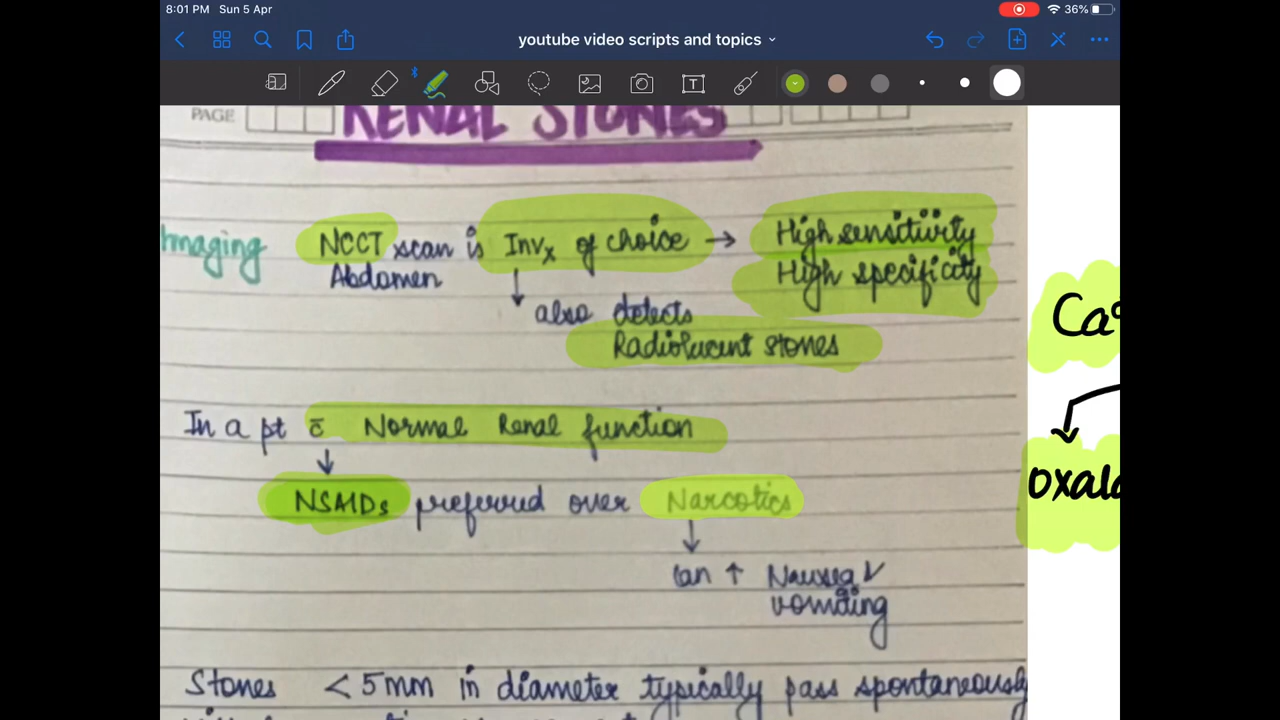 8:01 PM Sun 5 Apr
36%
youtube video scripts and topics
PAGE
RENAL STONES
Imaging NCCT scan is Invx of choice → High sensitivity
Abdomen High specificity
↓ also detects
Radiolucent stones
In a pt c̄ Normal Renal function
↓
NSAIDs preferred over Narcotics
↓
Can ↑ Nausea
vomiting
Stones < 5mm in diameter typically pass spontaneously